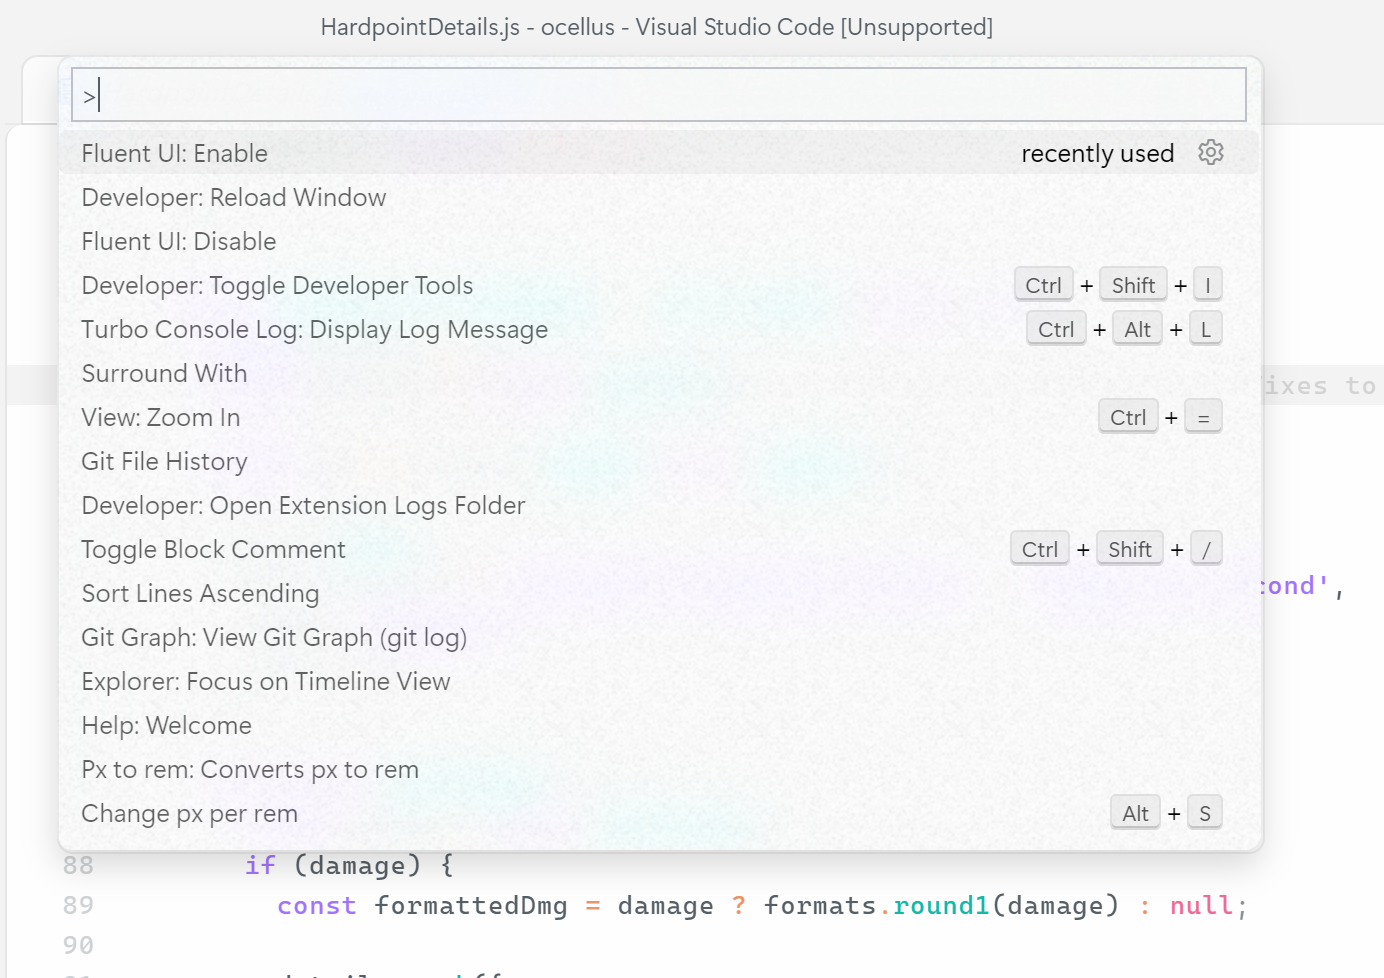 HardpointDetails.js - ocellus - Visual Studio Code [Unsupported]
>
Fluent UI: Enable recently used
Developer: Reload Window
Fluent UI: Disable
Developer: Toggle Developer Tools Ctrl + Shift + I
Turbo Console Log: Display Log Message Ctrl + Alt + L
Surround With
ixes to
View: Zoom In Ctrl + =
Git File History
Developer: Open Extension Logs Folder
Toggle Block Comment Ctrl + Shift + /
cond',
Sort Lines Ascending
Git Graph: View Git Graph (git log)
Explorer: Focus on Timeline View
Help: Welcome
Px to rem: Converts px to rem
Change px per rem Alt + S
88 if (damage) {
89 const formattedDmg = damage ? formats.round1(damage) : null;
90